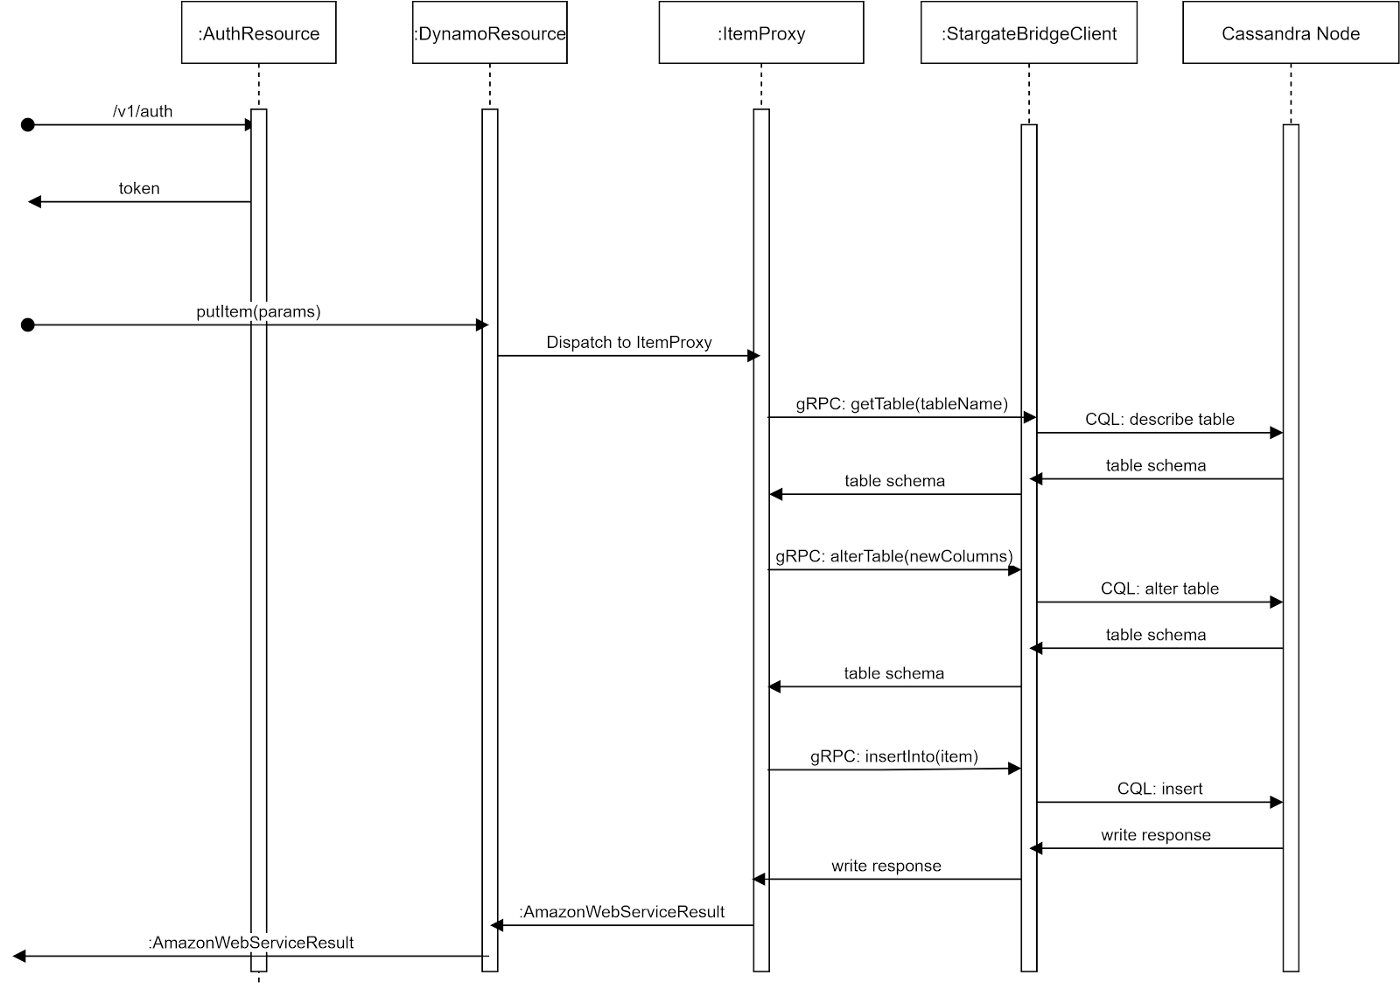 :AuthResource
:DynamoResource
:ItemProxy
:StargateBridgeClient
Cassandra Node
/v1/auth
token
putItem(params)
Dispatch to ItemProxy
gRPC: getTable(tableName)
CQL: describe table
table schema
table schema
gRPC: alterTable(newColumns)
CQL: alter table
table schema
table schema
gRPC: insertInto(item)
CQL: insert
write response
write response
:AmazonWebServiceResult
:AmazonWebServiceResult